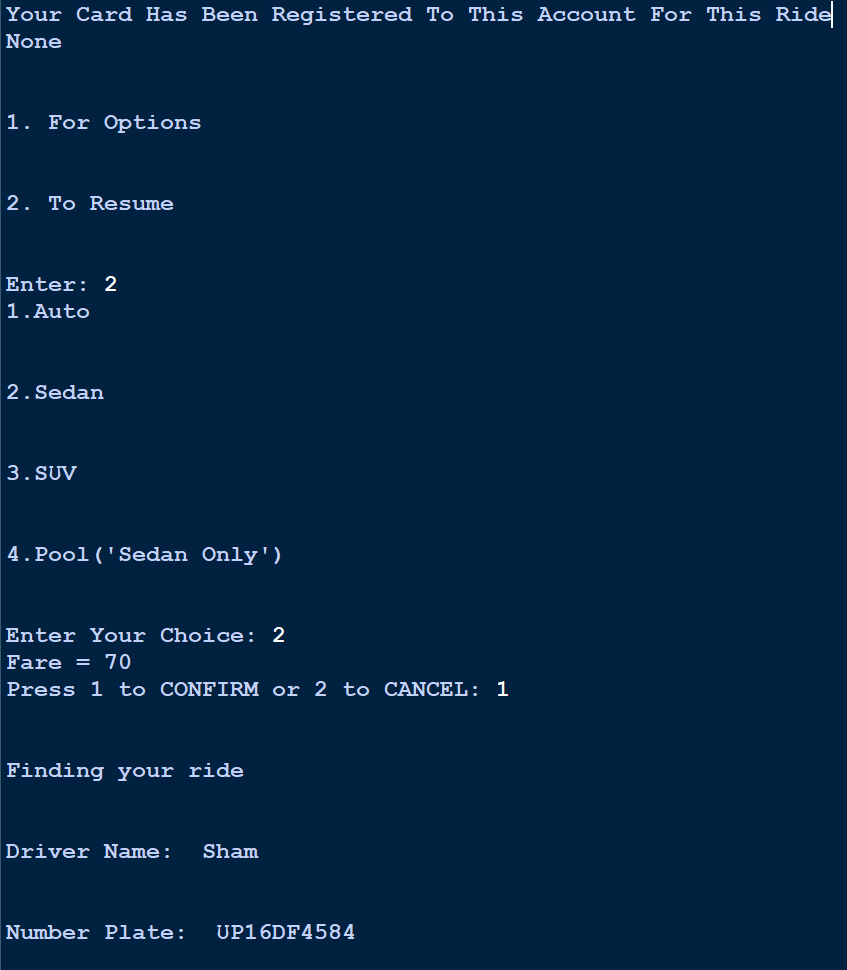 Your Card Has Been Registered To This Account For This Ride
None
1. For Options
2. To Resume
Enter: 2
1.Auto
2.Sedan
3.SUV
4.Pool('Sedan Only')
Enter Your Choice: 2
Fare = 70
Press 1 to CONFIRM or 2 to CANCEL: 1
Finding your ride
Driver Name:  Sham
Number Plate:  UP16DF4584